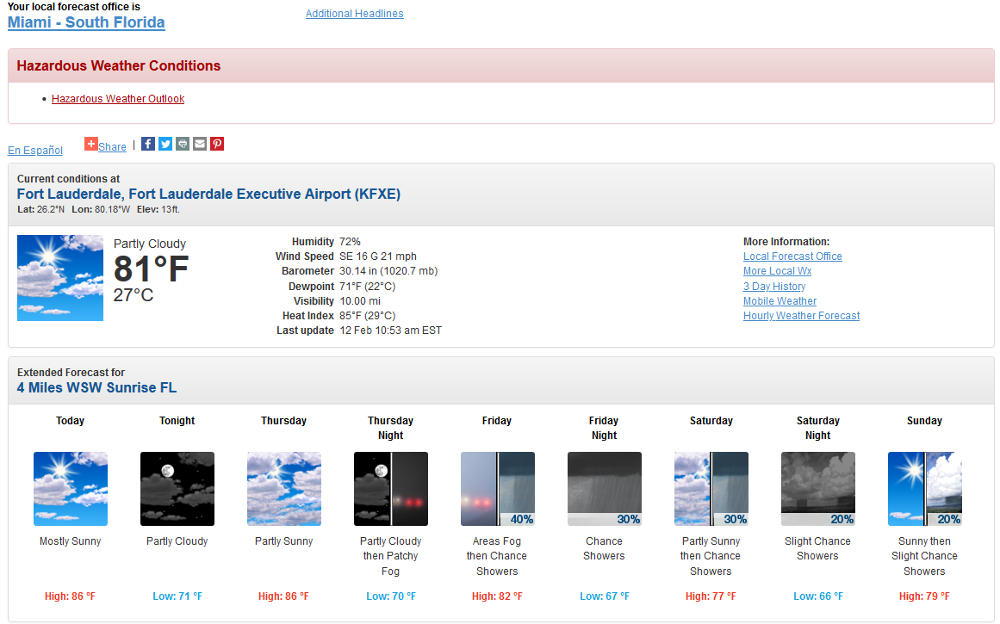 Your local forecast office is
Miami - South Florida
Additional Headlines
Hazardous Weather Conditions
• Hazardous Weather Outlook
En Español
Share |
Current conditions at
Fort Lauderdale, Fort Lauderdale Executive Airport (KFXE)
Lat: 26.2°N Lon: 80.18°W Elev: 13ft.
Partly Cloudy
81°F
27°C
Humidity 72%
Wind Speed SE 16 G 21 mph
Barometer 30.14 in (1020.7 mb)
Dewpoint 71°F (22°C)
Visibility 10.00 mi
Heat Index 85°F (29°C)
Last update 12 Feb 10:53 am EST
More Information:
Local Forecast Office
More Local Wx
3 Day History
Mobile Weather
Hourly Weather Forecast
Extended Forecast for
4 Miles WSW Sunrise FL
Today
Mostly Sunny
High: 86 °F
Tonight
Partly Cloudy
Low: 71 °F
Thursday
Partly Sunny
High: 86 °F
Thursday
Night
Partly Cloudy
then Patchy
Fog
Low: 70 °F
Friday
40%
Areas Fog
then Chance
Showers
High: 82 °F
Friday
Night
30%
Chance
Showers
Low: 67 °F
Saturday
30%
Partly Sunny
then Chance
Showers
High: 77 °F
Saturday
Night
20%
Slight Chance
Showers
Low: 66 °F
Sunday
20%
Sunny then
Slight Chance
Showers
High: 79 °F